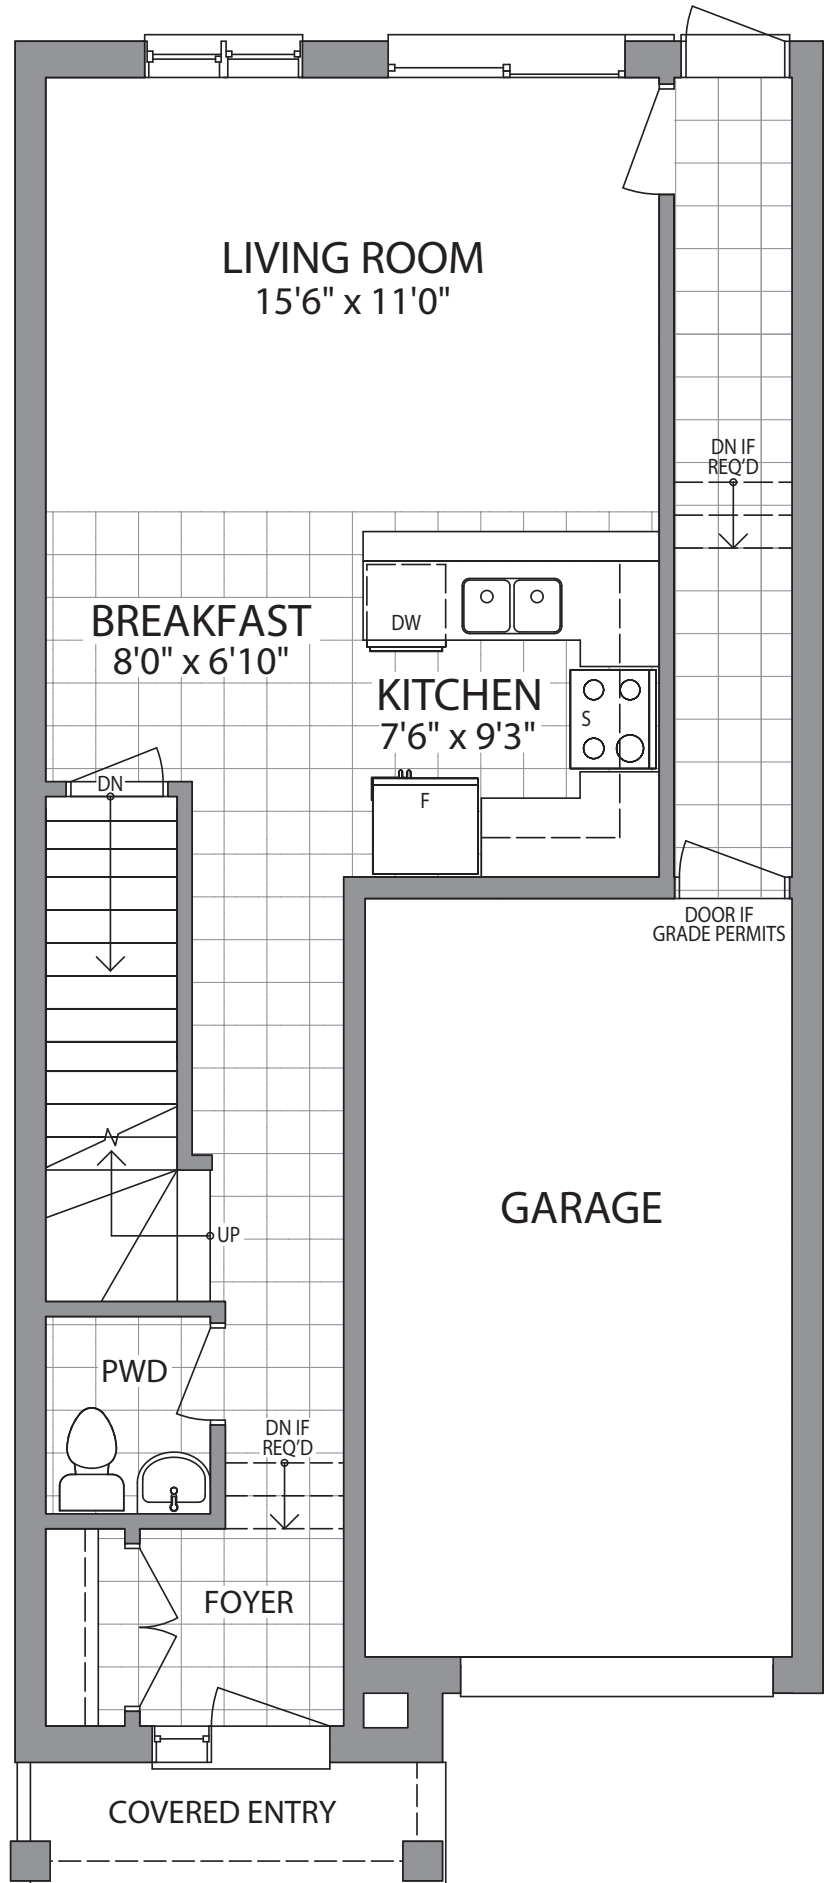 LIVING ROOM
15'6" x 11'0"
DN IF
REQ'D
BREAKFAST
8'0" x 6'10"
DW
KITCHEN
7'6" x 9'3"
S
DN
F
DOOR IF
GRADE PERMITS
GARAGE
UP
PWD
DN IF
REQ'D
FOYER
COVERED ENTRY